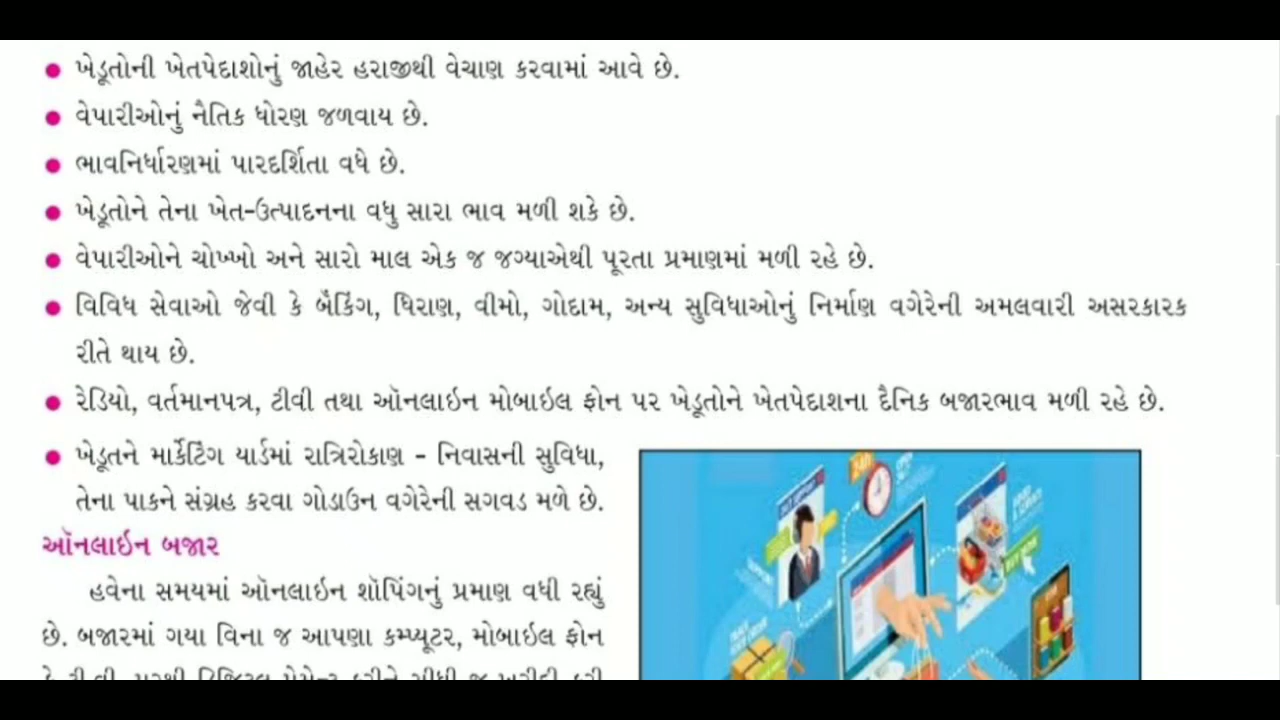 ખેડૂતોની ખેતપેદાશોનું જાહેર હરાજીથી વેચાણ કરવામાં આવે છે.
વેપારીઓનું નૈતિક ધોરણ જળવાય છે.
ભાવનિર્ધારણમાં પારદર્શિતા વધે છે.
ખેડૂતોને તેના ખેત-ઉત્પાદનના વધુ સારા ભાવ મળી શકે છે.
વેપારીઓને ચોખ્ખો અને સારો માલ એક જ જગ્યાએથી પૂરતા પ્રમાણમાં મળી રહે છે.
વિવિધ સેવાઓ જેવી કે બૅંકિંગ, ધિરાણ, વીમો, ગોદામ, અન્ય સુવિધાઓનું નિર્માણ વગેરેની અમલવારી અસરકારક
રીતે થાય છે.
રેડિયો, વર્તમાનપત્ર, ટીવી તથા ઑનલાઇન મોબાઇલ ફોન પર ખેડૂતોને ખેતપેદાશના દૈનિક બજારભાવ મળી રહે છે.
ખેડૂતને માર્કેટિંગ યાર્ડમાં રાત્રિરોકાણ - નિવાસની સુવિધા,
તેના પાકને સંગ્રહ કરવા ગોડાઉન વગેરેની સગવડ મળે છે.
ઑનલાઇન બજાર
હવેના સમયમાં ઑનલાઇન શૉપિંગનું પ્રમાણ વધી રહ્યું
છે. બજારમાં ગયા વિના જ આપણા કમ્પ્યૂટર, મોબાઇલ ફોન
BUY NOW